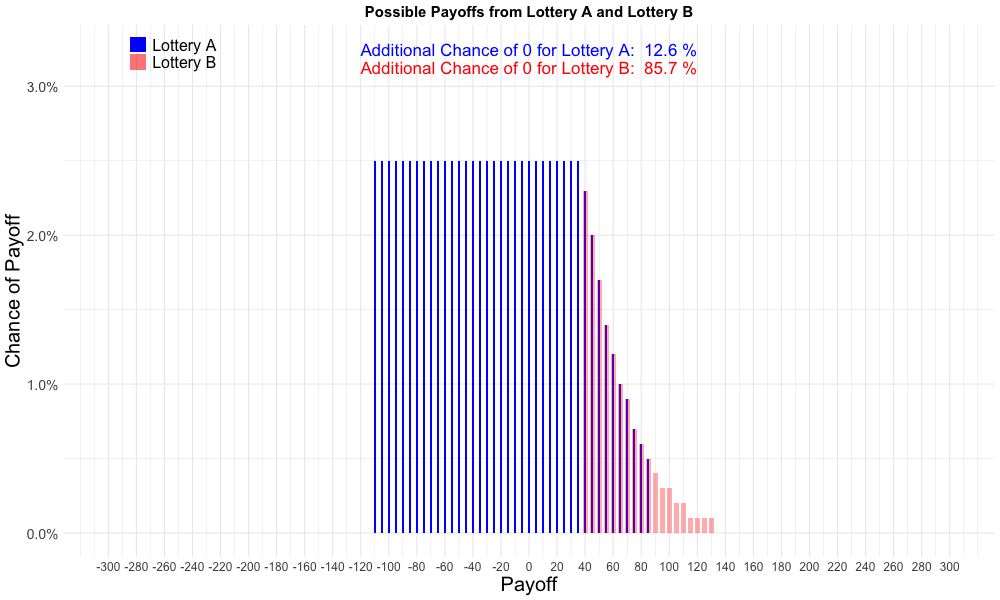 Possible Payoffs from Lottery A and Lottery B
Lottery A
Lottery B
Additional Chance of 0 for Lottery A: 12.6 %
Additional Chance of 0 for Lottery B: 85.7 %
Chance of Payoff
3.0%
2.0%
1.0%
0.0%
-300 -280 -260 -240 -220 -200 -180 -160 -140 -120 -100 -80 -60 -40 -20 0 20 40 60 80 100 120 140 160 180 200 220 240 260 280 300
Payoff